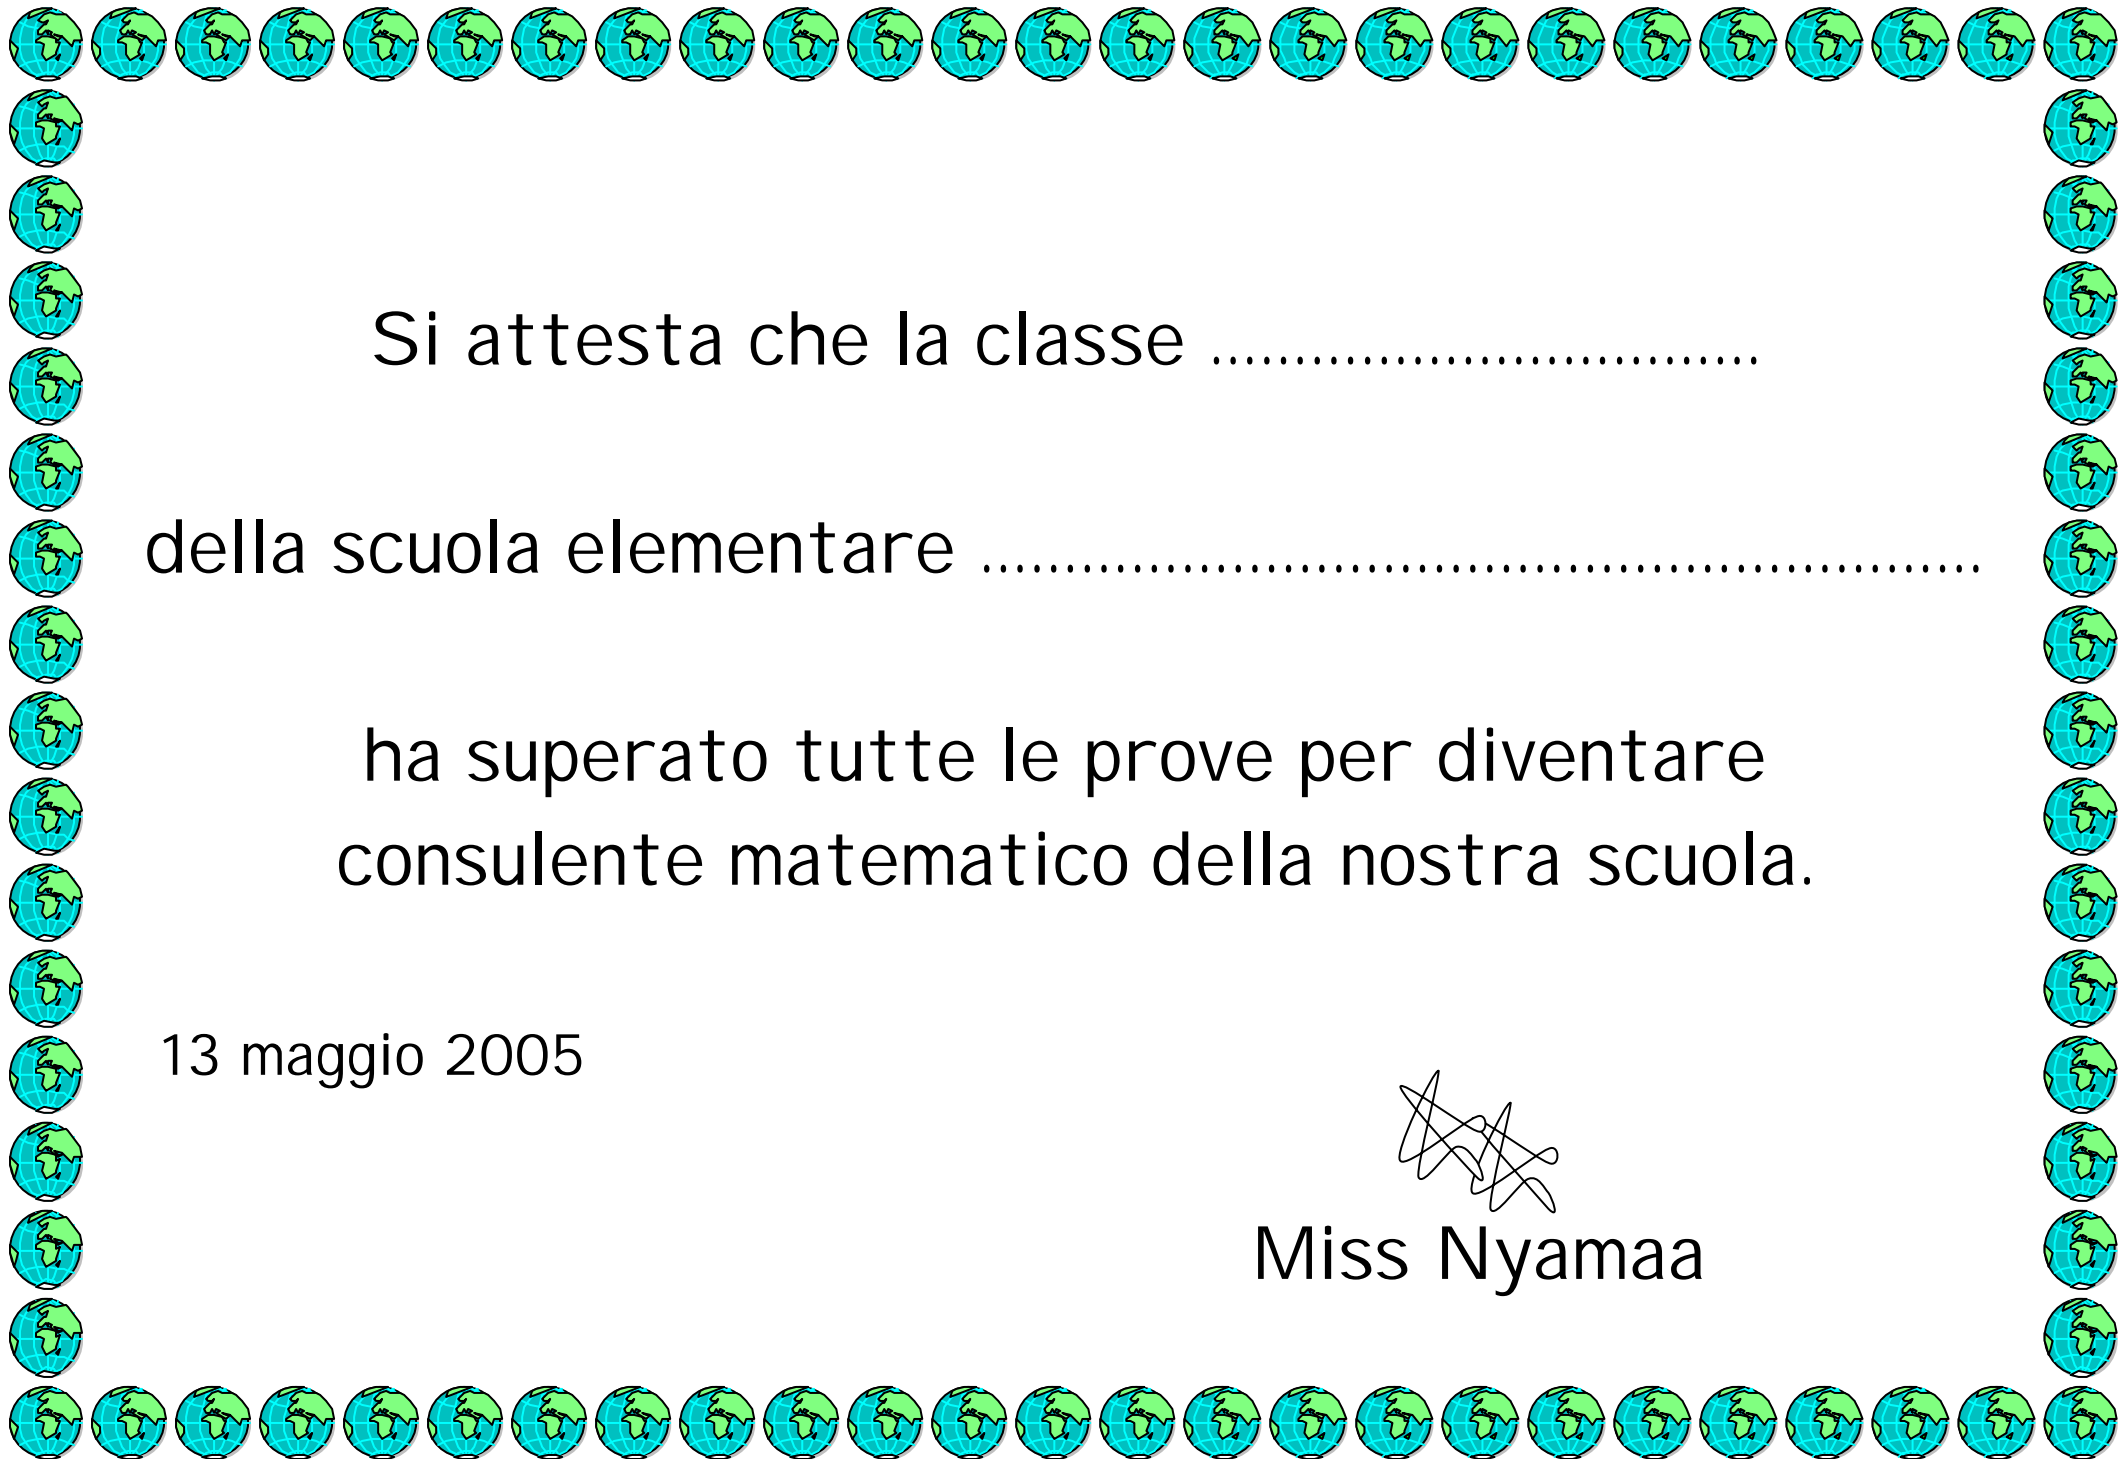 Si attesta che la classe .................................
della scuola elementare ............................................................
ha superato tutte le prove per diventare
consulente matematico della nostra scuola.
13 maggio 2005
Miss Nyamaa